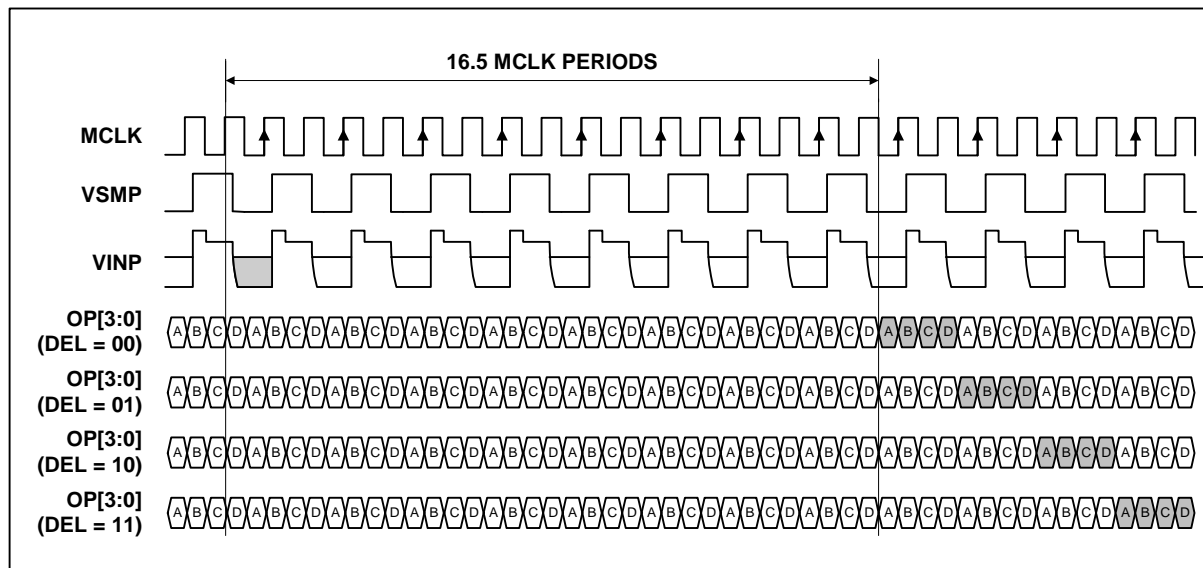 16.5 MCLK PERIODS
MCLK
VSMP
VINP
OP[3:0]
(DEL = 00)
A B C D A B C D A B C D A B C D A B C D A B C D A B C D A B C D A B C D A B C D A B C D A B C D A B C D
OP[3:0]
(DEL = 01)
A B C D A B C D A B C D A B C D A B C D A B C D A B C D A B C D A B C D A B C D A B C D A B C D A B C D
OP[3:0]
(DEL = 10)
A B C D A B C D A B C D A B C D A B C D A B C D A B C D A B C D A B C D A B C D A B C D A B C D A B C D
OP[3:0]
(DEL = 11)
A B C D A B C D A B C D A B C D A B C D A B C D A B C D A B C D A B C D A B C D A B C D A B C D A B C D